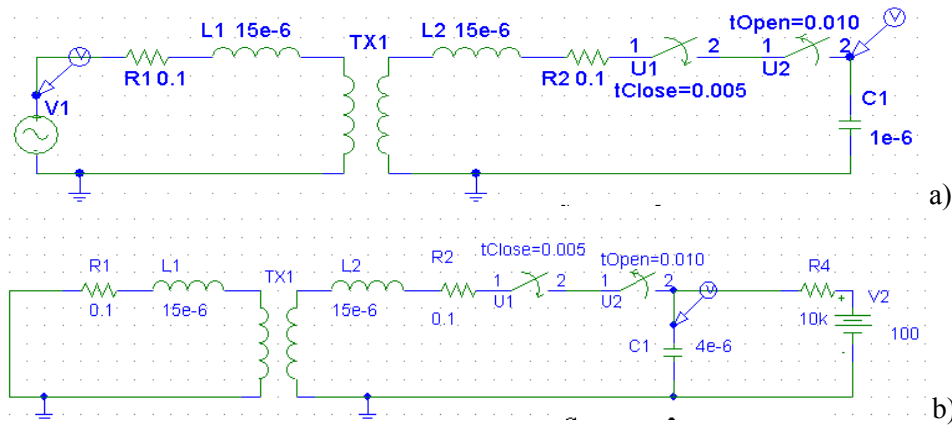 L1 15e-6
TX1
L2 15e-6
tOpen=0.010
V
V
R1 0.1
R2 0.1
1
2
U1
1
2
U2
tClose=0.005
V1
C1
1e-6
a)
R1
L1
TX1
L2
R2
tClose=0.005
tOpen=0.010
R4
0.1
15e-6
15e-6
0.1
1
2
U1
1
2
U2
V
10k
+
V2
100
C1
4e-6
b)